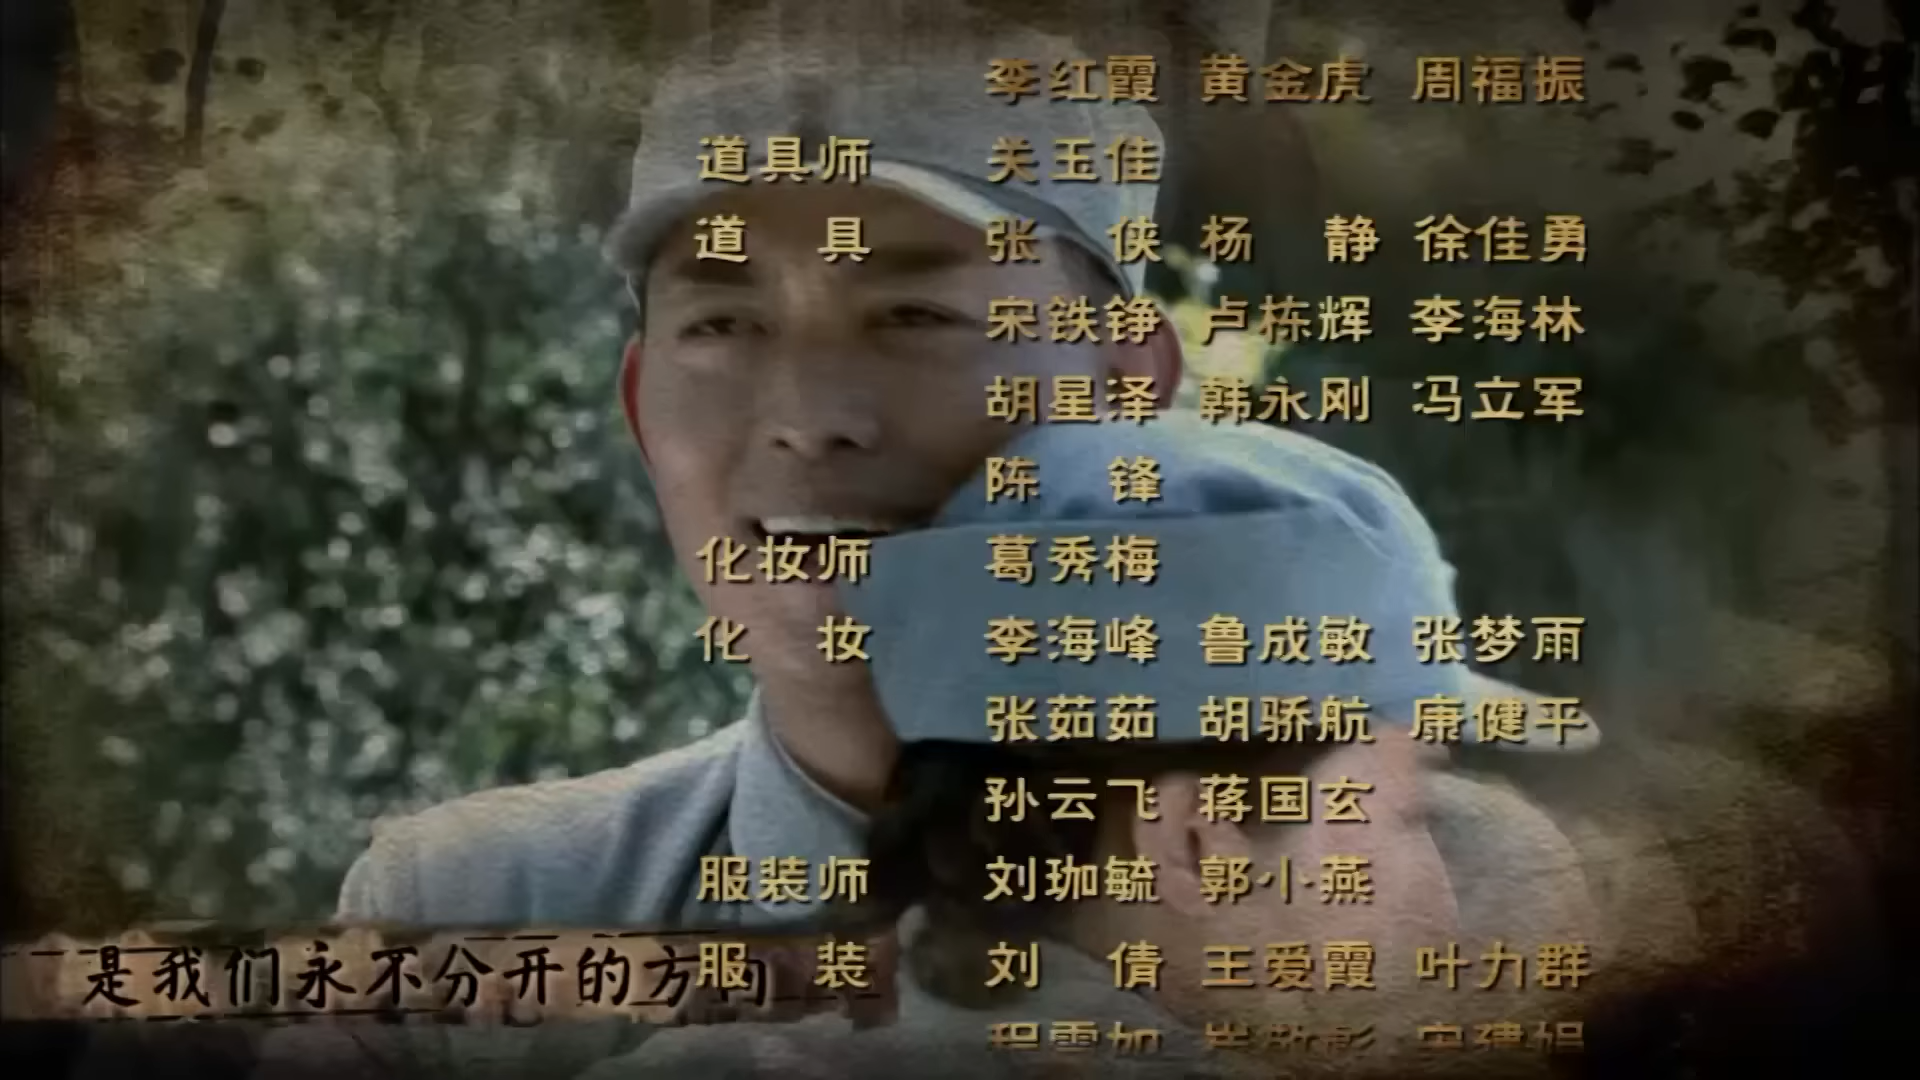 李红霞 黄金虎 周福振
道具师 关玉佳
道 具 张 侠 杨 静 徐佳勇
宋铁铮 卢栋辉 李海林
胡星泽 韩永刚 冯立军
陈 锋
化妆师 葛秀梅
化 妆 李海峰 鲁成敏 张梦雨
张茹茹 胡骄航 康健平
孙云飞 蒋国玄
服装师 刘珈毓 郭小燕
服 装 刘 倩 王爱霞 叶力群
是我们永不分开的方向